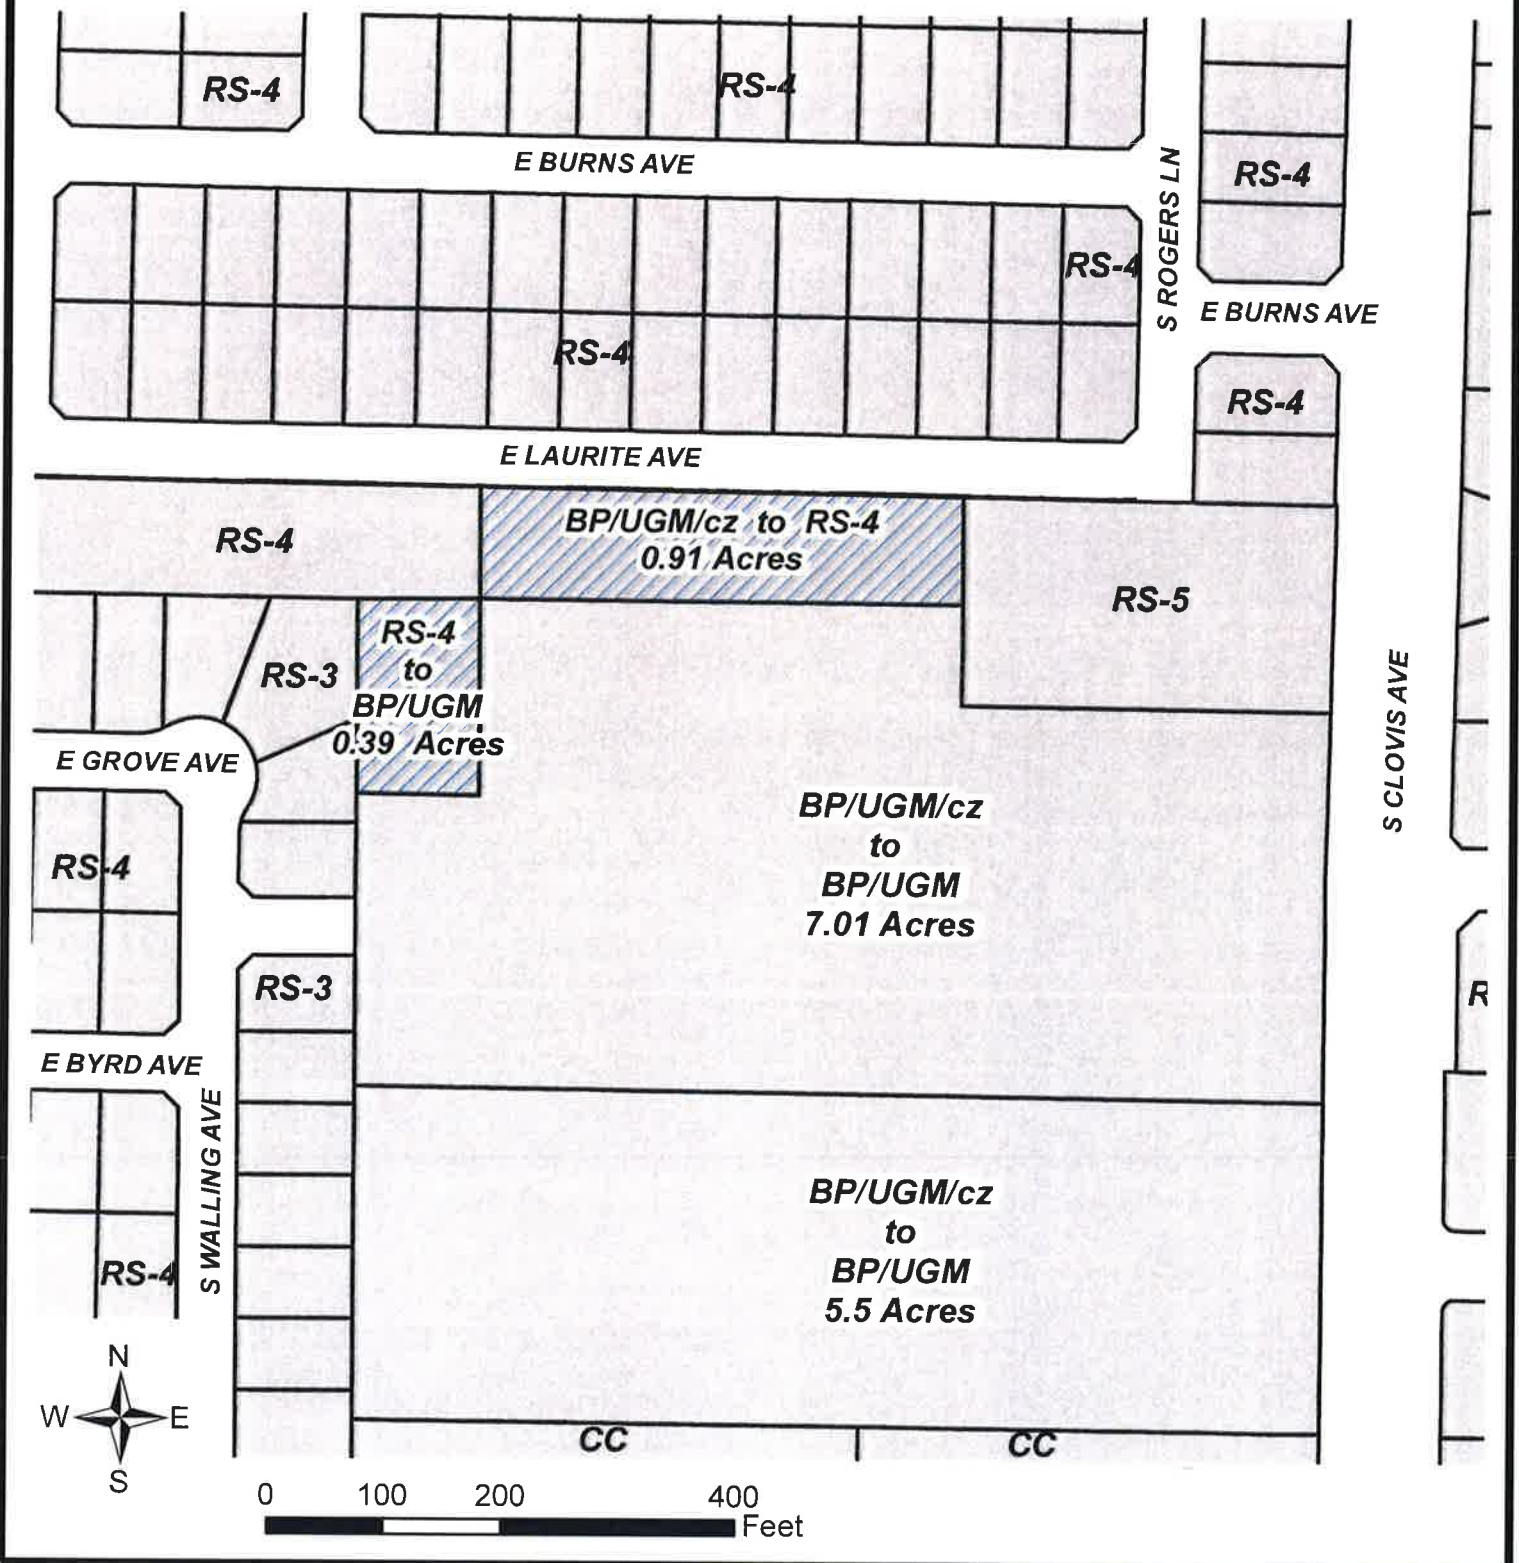 RS-4
RS-4
E BURNS AVE
RS-4
S ROGERS LN
RS-4
E BURNS AVE
RS-4
RS-4
E LAURITE AVE
RS-4
BP/UGM/cz to RS-4
0.91 Acres
RS-5
RS-4
to
BP/UGM
0.39 Acres
RS-3
E GROVE AVE
S CLOVIS AVE
BP/UGM/cz
to
BP/UGM
7.01 Acres
RS-4
RS-3
R
E BYRD AVE
S WALLING AVE
BP/UGM/cz
to
BP/UGM
5.5 Acres
RS-4
N
W E
S
CC
CC
0 100 200 400
Feet